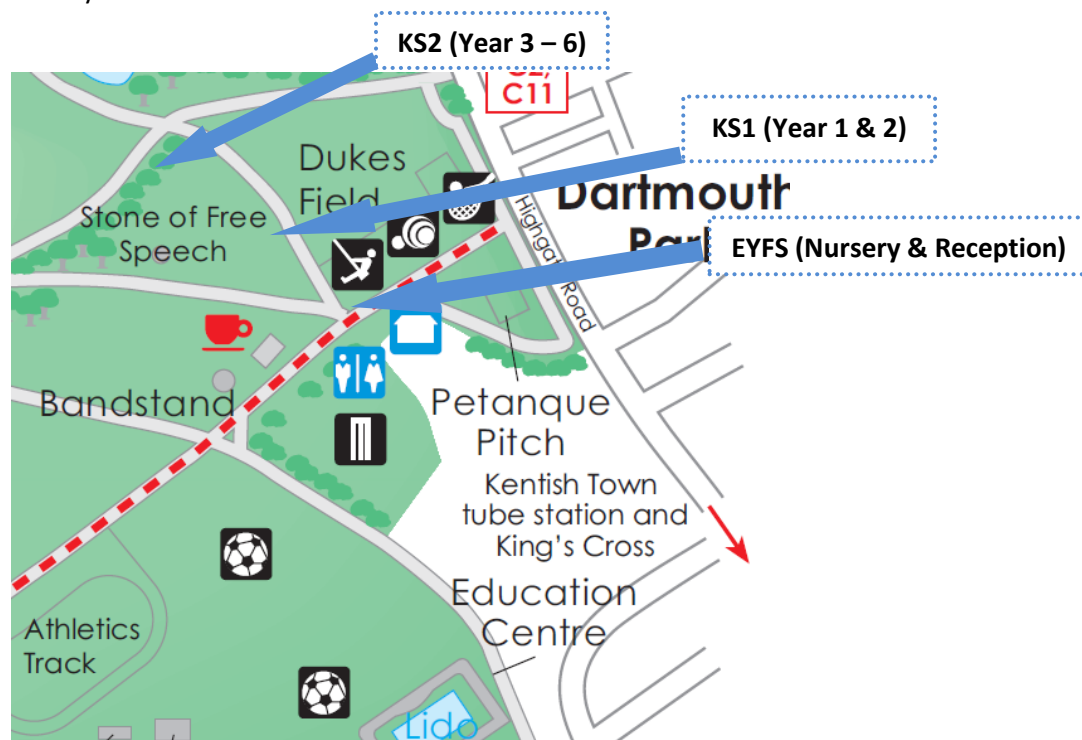 KS2 (Year 3 – 6)
C11
KS1 (Year 1 & 2)
Dukes
Field
Dartmouth
Stone of Free
Speech
Highgate Road
EYFS (Nursery & Reception)
Bandstand
Petanque
Pitch
Kentish Town
tube station and
King's Cross
Education
Centre
Athletics
Track
Lido